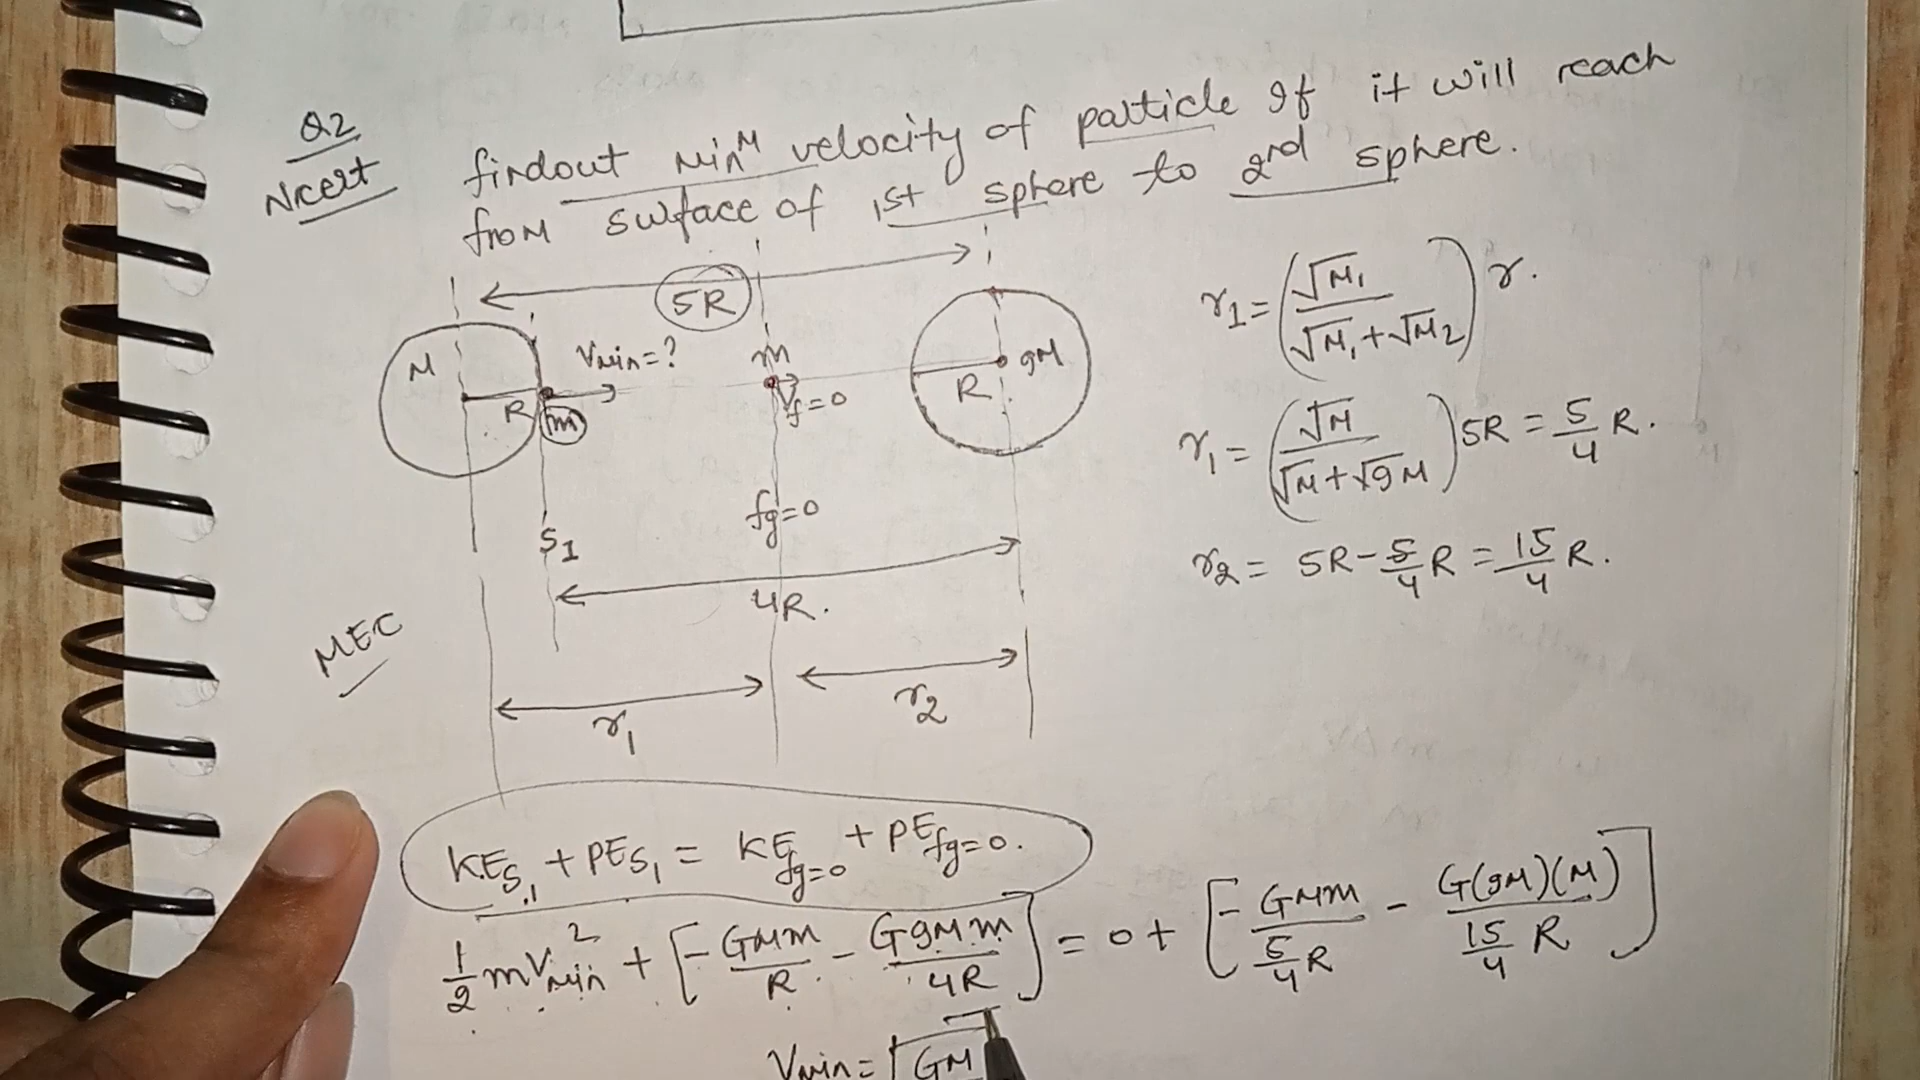 Q2
Ncert
findout minᴹ velocity of particle If it will reach
from surface of 1st sphere to 2nd sphere.
5R
M
R
m
Vmin=?
m
Vf=0
R
9M
fg=0
S1
4R.
r1
r2
r1 = (√M1 / √M1+√M2) r.
r1 = (√M / √M+√9M) 5R = 5/4 R.
r2 = 5R - 5/4 R = 15/4 R.
MEC
KES1 + PES1 = KEfg=0 + PEfg=0.
1/2 mV²min + [-GMm/R - G9Mm/4R] = 0 + [-GMm/(5/4 R) - G(9M)(M)/(15/4 R)]
Vmin = √GM